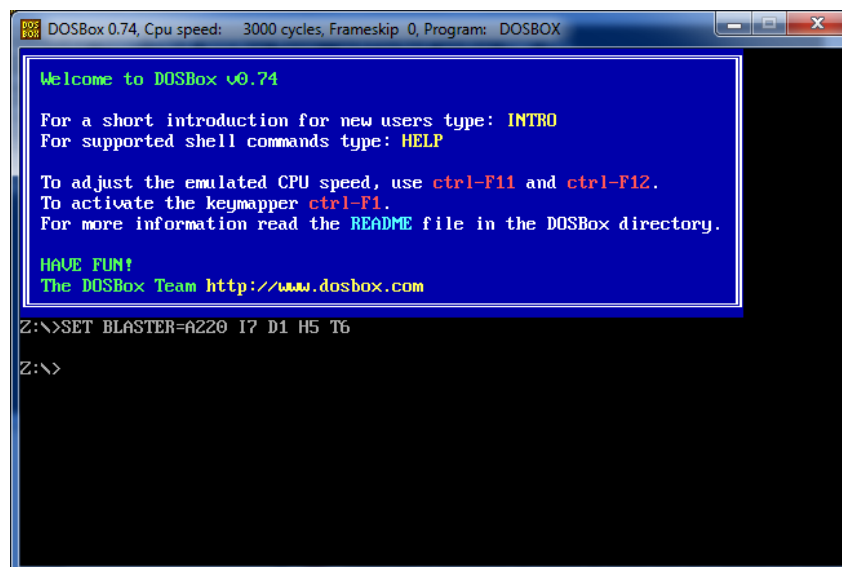 DOS
BOX
DOSBox 0.74, Cpu speed:    3000 cycles, Frameskip  0, Program:   DOSBOX
Welcome to DOSBox v0.74
For a short introduction for new users type: INTRO
For supported shell commands type: HELP
To adjust the emulated CPU speed, use ctrl-F11 and ctrl-F12.
To activate the keymapper ctrl-F1.
For more information read the README file in the DOSBox directory.
HAVE FUN!
The DOSBox Team http://www.dosbox.com
Z:\>SET BLASTER=A220 I7 D1 H5 T6
Z:\>